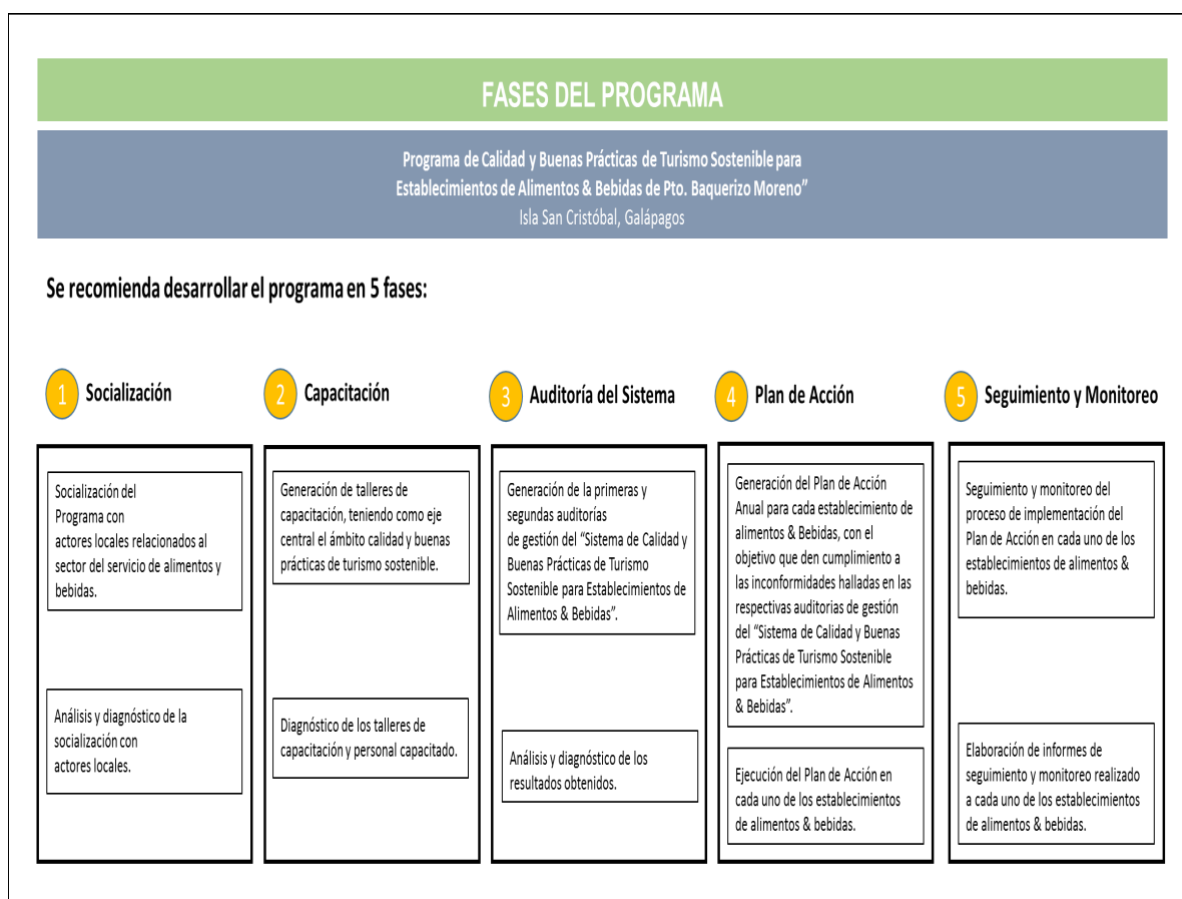 FASES DEL PROGRAMA
Programa de Calidad y Buenas Prácticas de Turismo Sostenible para
Establecimientos de Alimentos & Bebidas de Pto. Baquerizo Moreno”
Isla San Cristóbal, Galápagos
Se recomienda desarrollar el programa en 5 fases:
1 Socialización
Socialización del
Programa con
actores locales relacionados al
sector del servicio de alimentos y
bebidas.
Análisis y diagnóstico de la
socialización con
actores locales.
2 Capacitación
Generación de talleres de
capacitación, teniendo como eje
central el ámbito calidad y buenas
prácticas de turismo sostenible.
Diagnóstico de los talleres de
capacitación y personal capacitado.
3 Auditoría del Sistema
Generación de la primeras y
segundas auditorías
de gestión del “Sistema de Calidad y
Buenas Prácticas de Turismo
Sostenible para Establecimientos de
Alimentos & Bebidas”.
Análisis y diagnóstico de los
resultados obtenidos.
4 Plan de Acción
Generación del Plan de Acción
Anual para cada establecimiento de
alimentos & Bebidas, con el
objetivo que den cumplimiento a
las inconformidades halladas en las
respectivas auditorias de gestión
del “Sistema de Calidad y Buenas
Prácticas de Turismo Sostenible
para Establecimientos de Alimentos
& Bebidas”.
Ejecución del Plan de Acción en
cada uno de los establecimientos
de alimentos & bebidas.
5 Seguimiento y Monitoreo
Seguimiento y monitoreo del
proceso de implementación del
Plan de Acción en cada uno de los
establecimientos de alimentos &
bebidas.
Elaboración de informes de
seguimiento y monitoreo realizado
a cada uno de los establecimientos
de alimentos & bebidas.